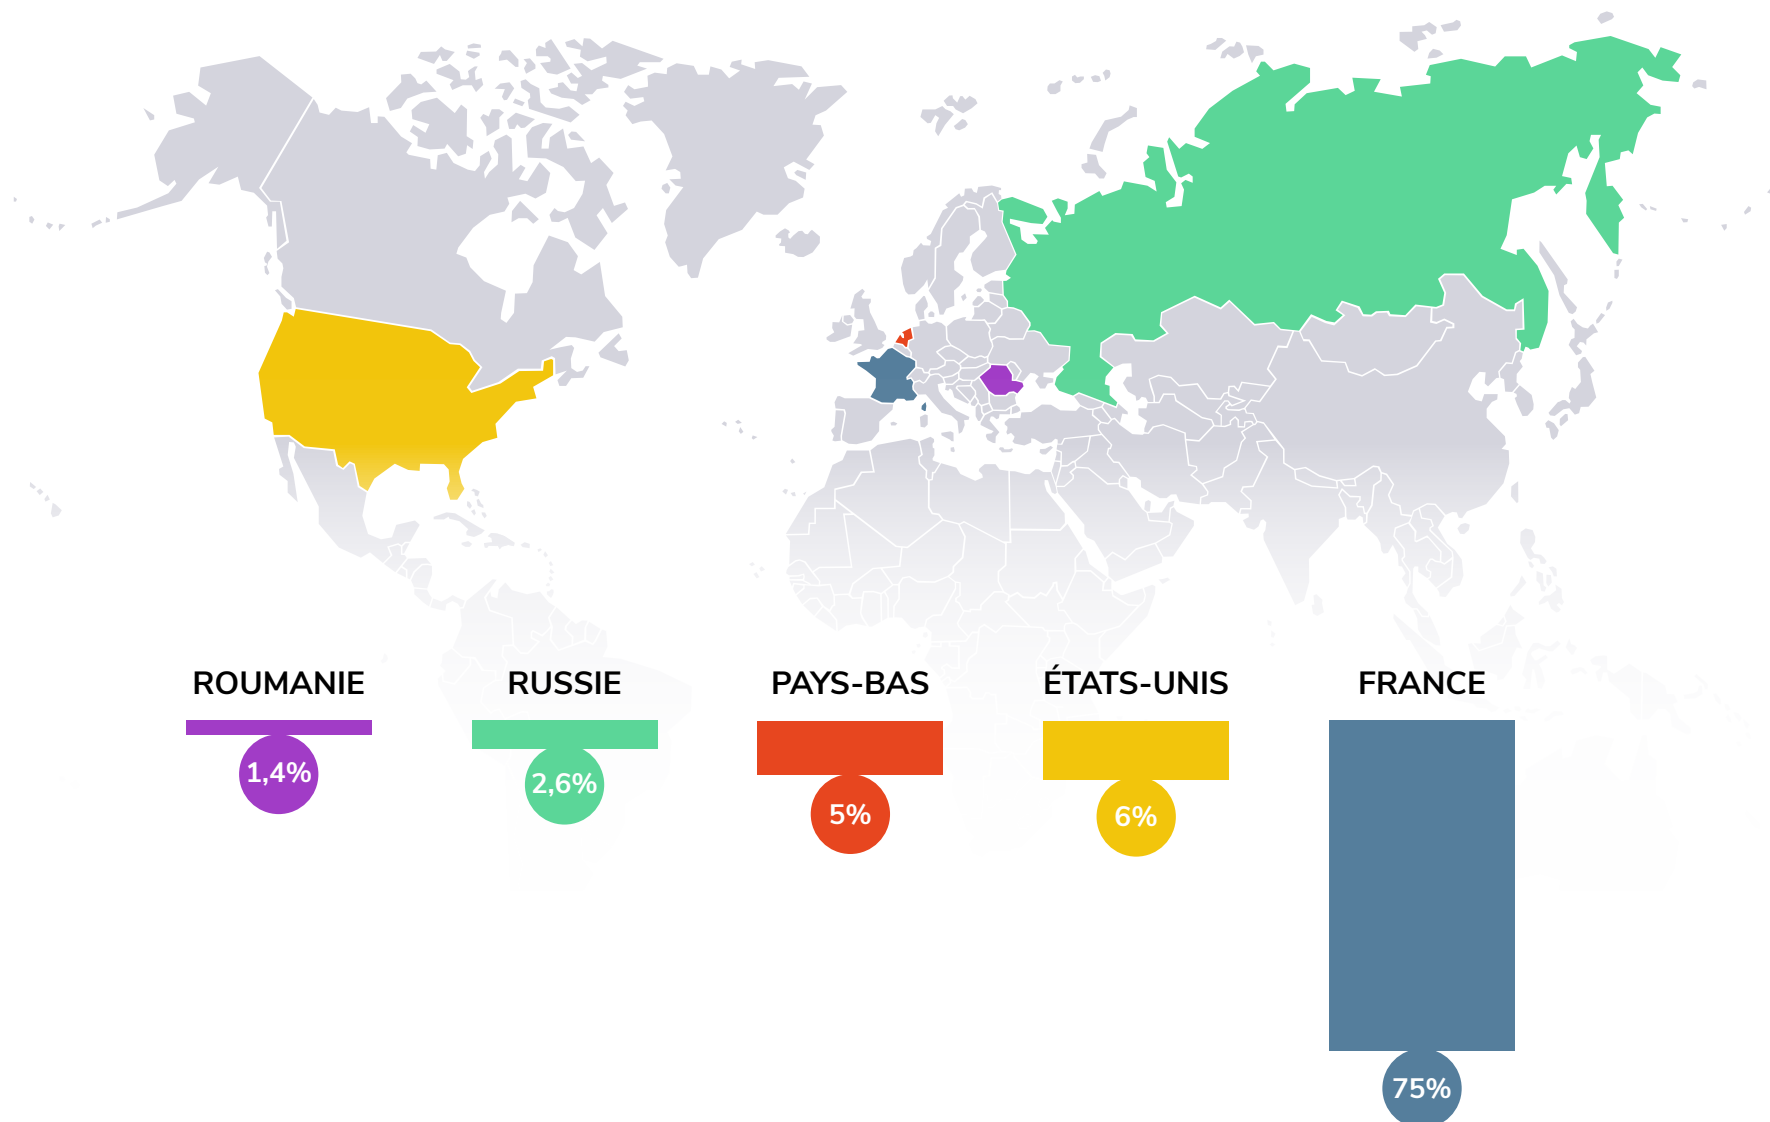 ROUMANIE
RUSSIE
PAYS-BAS
ÉTATS-UNIS
FRANCE
1,4%
2,6%
5%
6%
75%